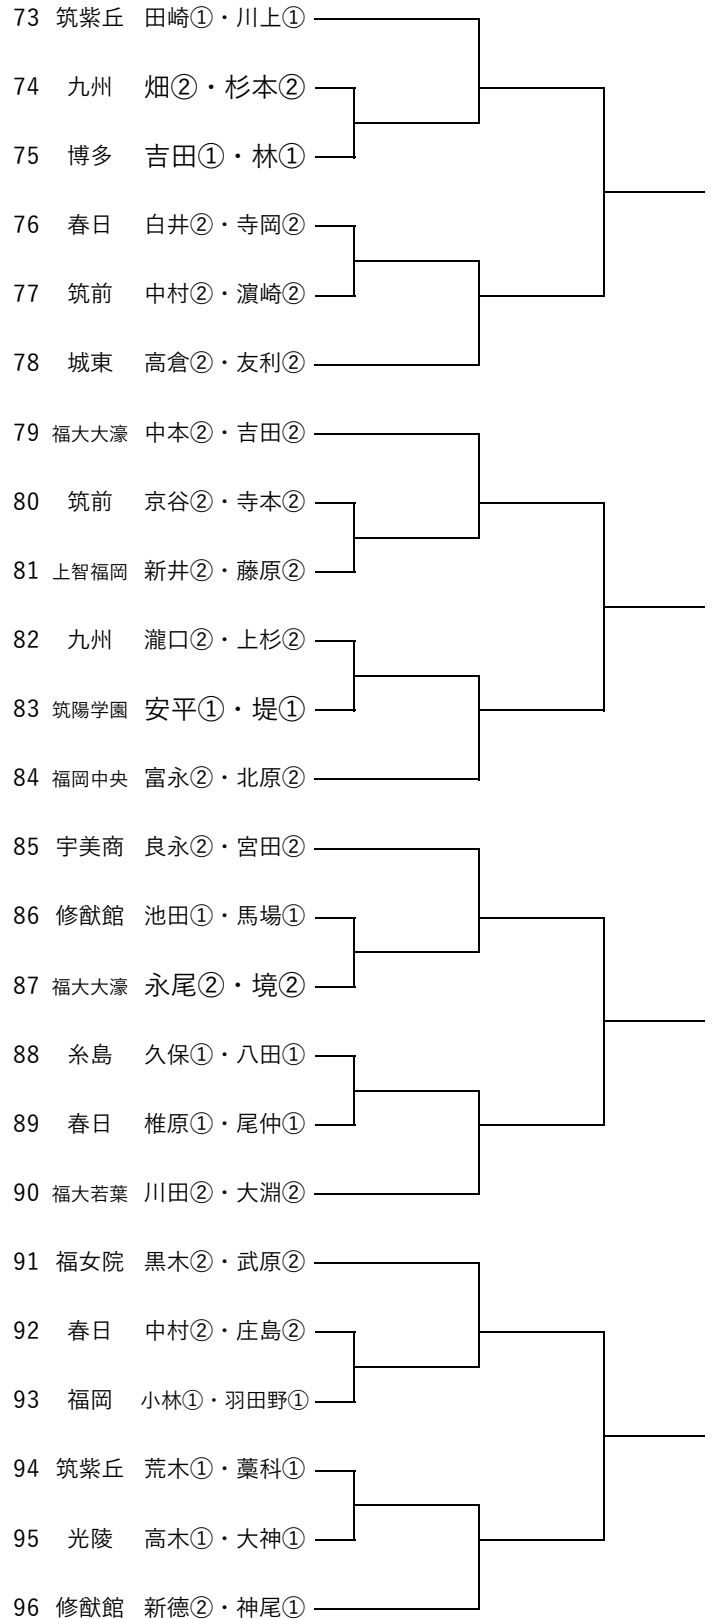 73 筑紫丘 田崎①・川上①
74 九州 畑②・杉本②
75 博多 吉田①・林①
76 春日 白井②・寺岡②
77 筑前 中村②・濵崎②
78 城東 高倉②・友利②
79 福大大濠 中本②・吉田②
80 筑前 京谷②・寺本②
81 上智福岡 新井②・藤原②
82 九州 瀧口②・上杉②
83 筑陽学園 安平①・堤①
84 福岡中央 富永②・北原②
85 宇美商 良永②・宮田②
86 修猷館 池田①・馬場①
87 福大大濠 永尾②・境②
88 糸島 久保①・八田①
89 春日 椎原①・尾仲①
90 福大若葉 川田②・大淵②
91 福女院 黒木②・武原②
92 春日 中村②・庄島②
93 福岡 小林①・羽田野①
94 筑紫丘 荒木①・藁科①
95 光陵 高木①・大神①
96 修猷館 新德②・神尾①